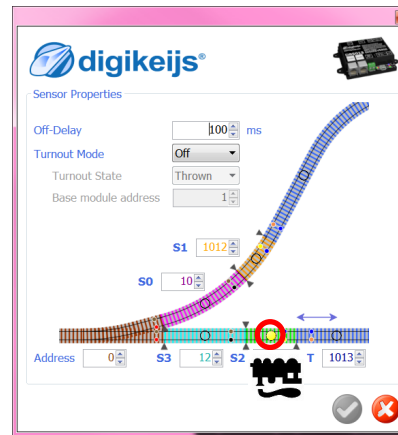 digikeijs®
Sensor Properties
Off-Delay 100 ms
Turnout Mode Off
Turnout State Thrown
Base module address 1
S1 1012
S0 10
Address 0 S3 12 S2 T 1013